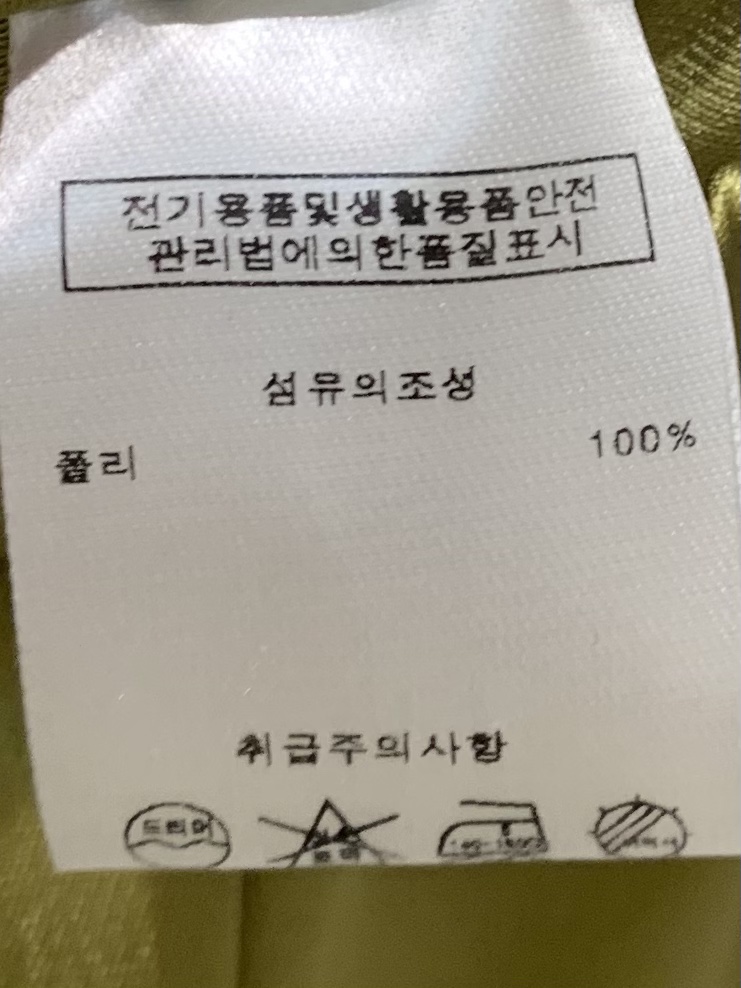 전기용품및생활용품안전
관리법에의한품질표시
섬유의조성
폴리 100%
취급주의사항
드라이